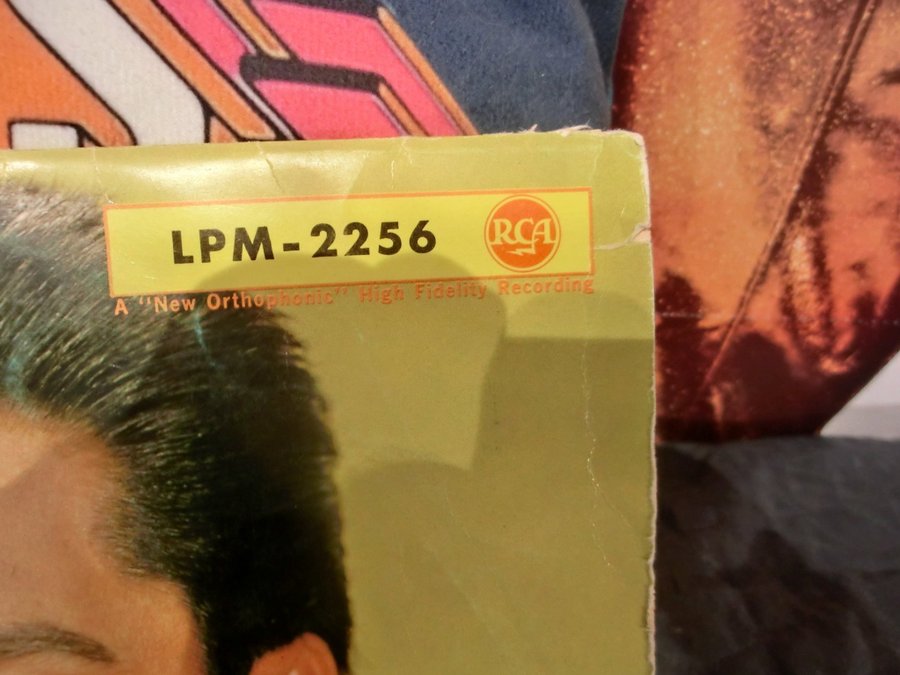 LPM-2256 RCA
A "New Orthophonic" High Fidelity Recording